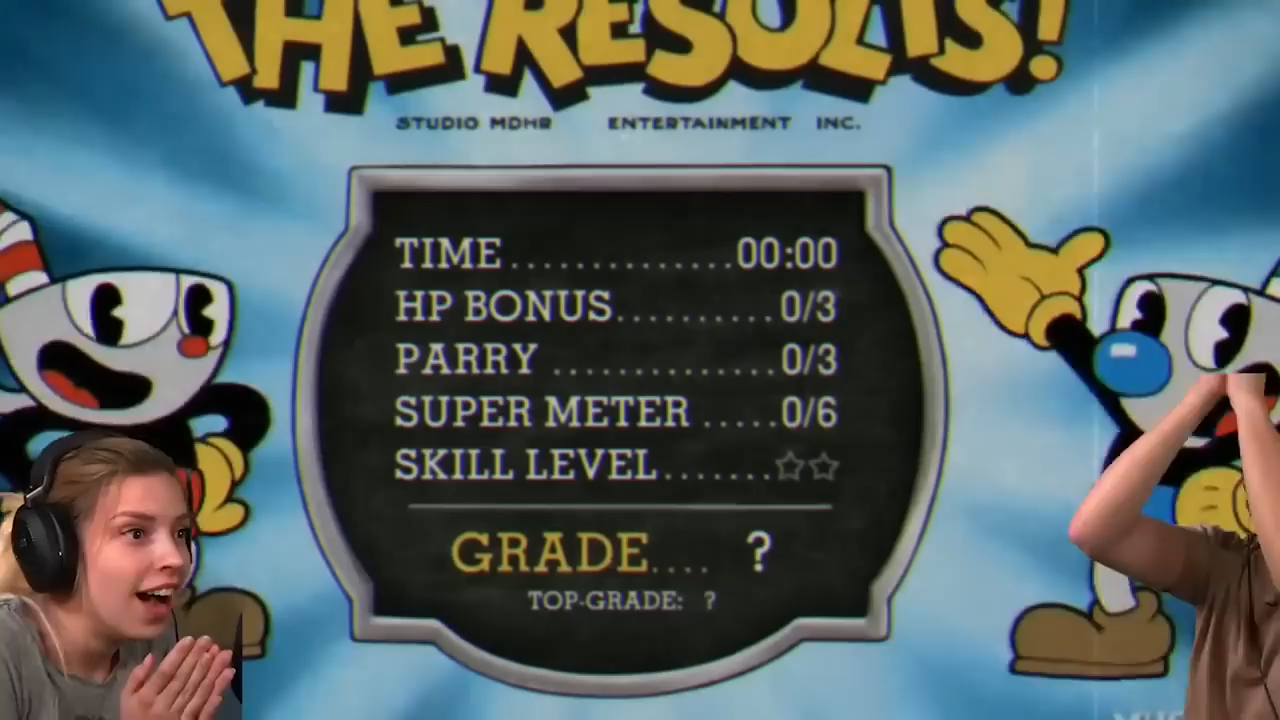 THE RESULTS!
STUDIO MDHR ENTERTAINMENT INC.
TIME..............00:00
HP BONUS..........0/3
PARRY ..............0/3
SUPER METER .....0/6
SKILL LEVEL.......☆☆
GRADE.... ?
TOP-GRADE: ?